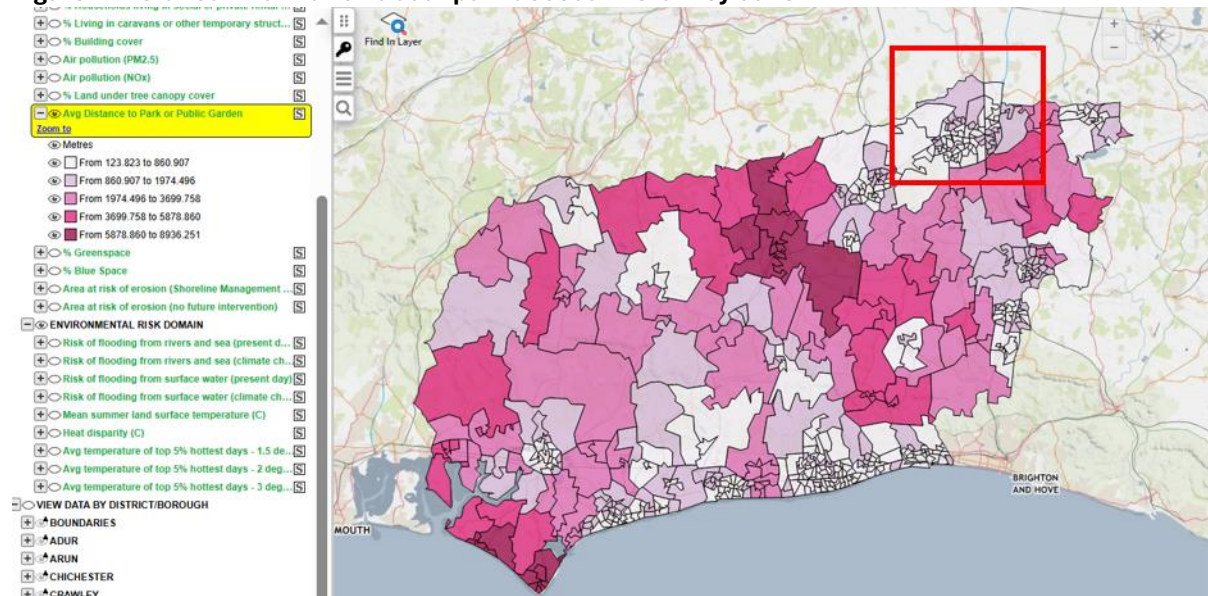 % Living in caravans or other temporary struct...
% Building cover
Air pollution (PM2.5)
Air pollution (NOx)
% Land under tree canopy cover
Avg Distance to Park or Public Garden
Zoom to
Metres
From 123.823 to 860.907
From 860.907 to 1974.496
From 1974.496 to 3699.758
From 3699.758 to 5878.860
From 5878.860 to 8936.251
% Greenspace
% Blue Space
Area at risk of erosion (Shoreline Management ...
Area at risk of erosion (no future intervention)
ENVIRONMENTAL RISK DOMAIN
Risk of flooding from rivers and sea (present d...
Risk of flooding from rivers and sea (climate ch...
Risk of flooding from surface water (present day)
Risk of flooding from surface water (climate ch...
Mean summer land surface temperature (C)
Heat disparity (C)
Avg temperature of top 5% hottest days - 1.5 de...
Avg temperature of top 5% hottest days - 2 deg...
Avg temperature of top 5% hottest days - 3 deg...
VIEW DATA BY DISTRICT/BOROUGH
BOUNDARIES
ADUR
ARUN
CHICHESTER
CRAWLEY
Find In Layer
BRIGHTON
AND HOVE
MOUTH